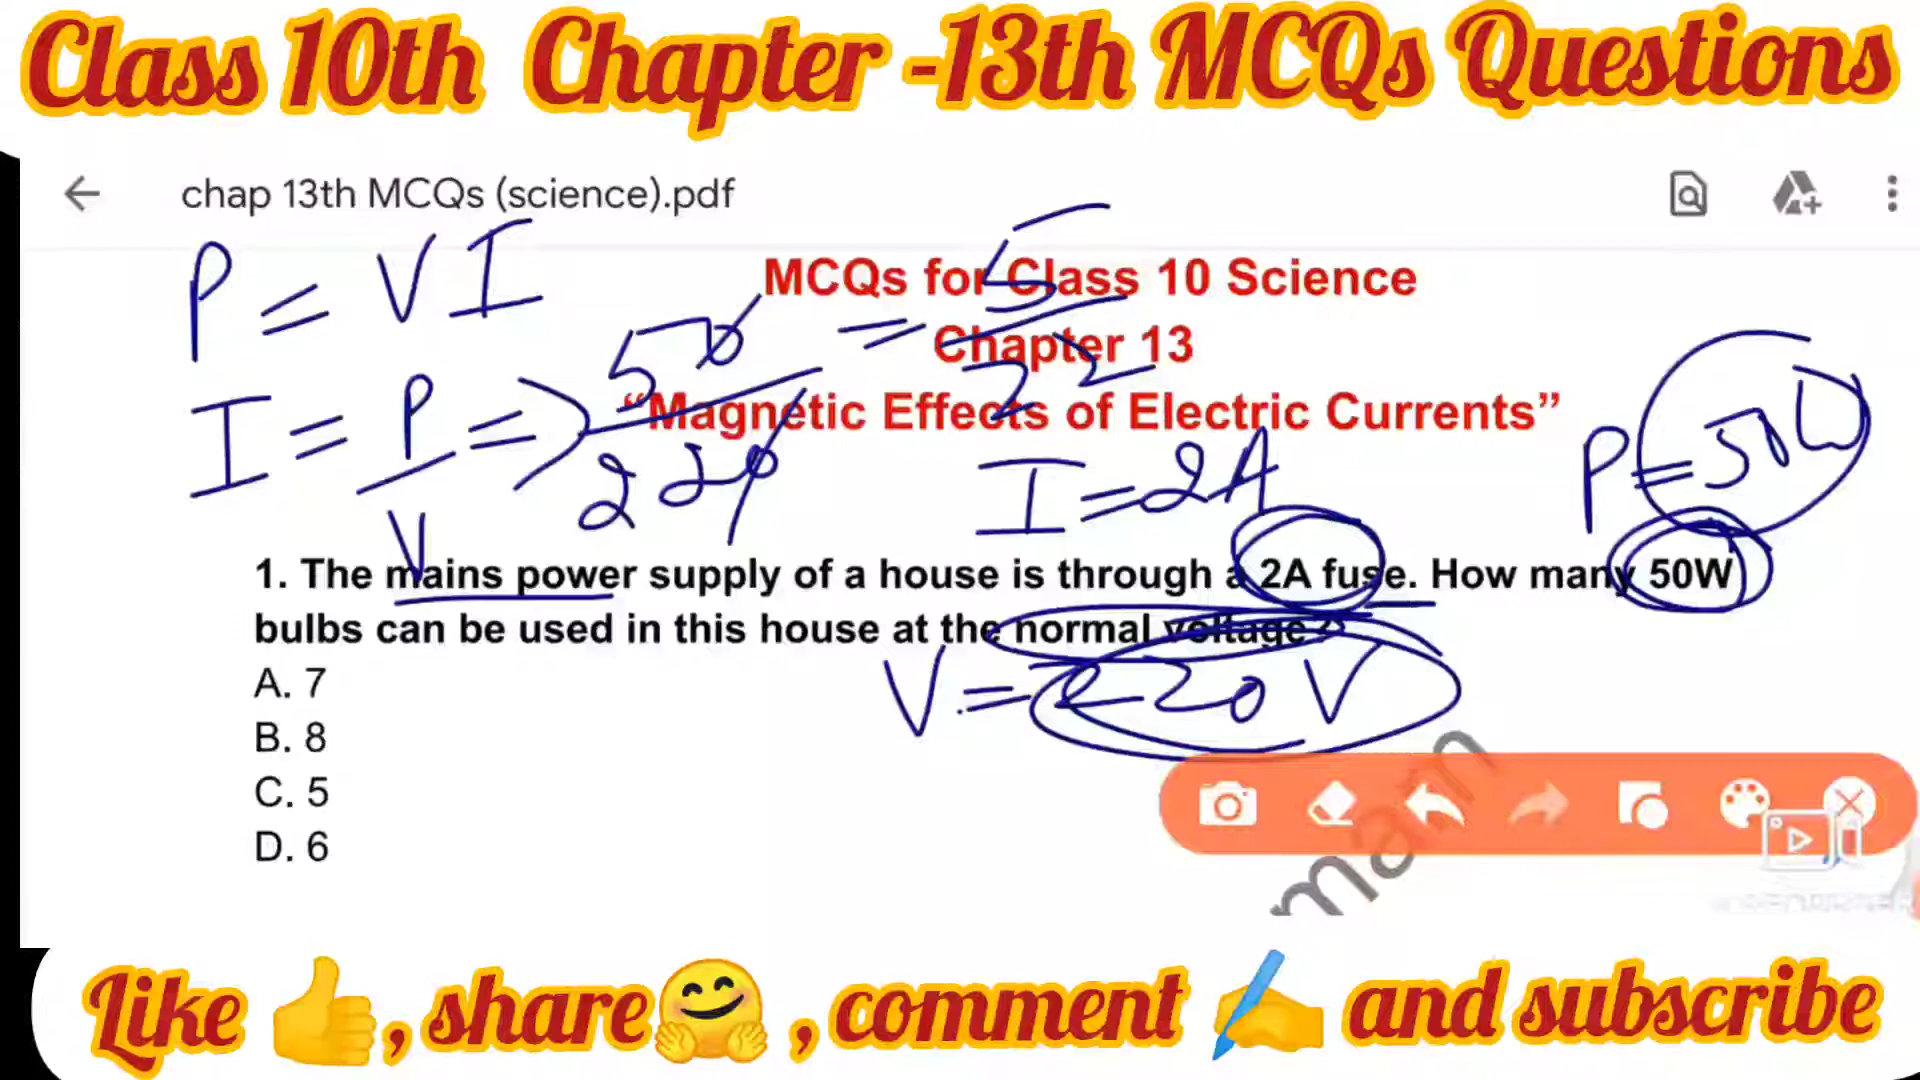 Class 10th Chapter -13th MCQs Questions
chap 13th MCQs (science).pdf
P = VI
MCQs for Class 10 Science
50 = 5
Chapter 13
22
I = P => 220
V
“Magnetic Effects of Electric Currents”
I = 2A
P = 50W
1. The mains power supply of a house is through a 2A fuse. How many 50W
bulbs can be used in this house at the normal voltage?
V = 220V
A. 7
B. 8
C. 5
D. 6
man
Like 👍, share🤗, comment ✍ and subscribe